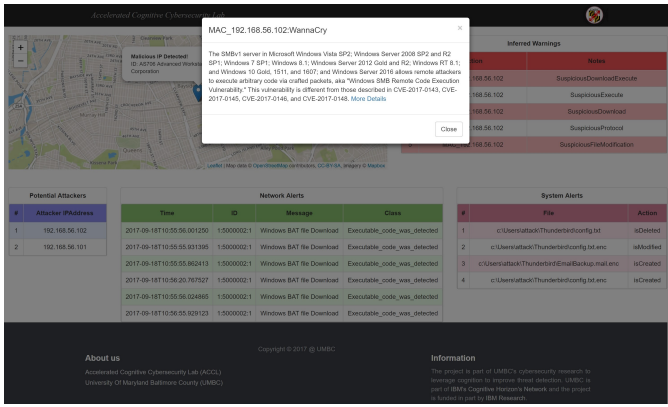 Accelerated Cognitive Cybersecurity Lab
MAC_192.168.56.102:WannaCry
×
The SMBv1 server in Microsoft Windows Vista SP2; Windows Server 2008 SP2 and R2
SP1; Windows 7 SP1; Windows 8.1; Windows Server 2012 Gold and R2; Windows RT 8.1;
and Windows 10 Gold, 1511, and 1607; and Windows Server 2016 allows remote attackers
to execute arbitrary code via crafted packets, aka "Windows SMB Remote Code Execution
Vulnerability." This vulnerability is different from those described in CVE-2017-0143, CVE-
2017-0145, CVE-2017-0146, and CVE-2017-0148. More Details
Close
+
−
Malicious IP Detected!
ID: AS706 Advanced
Corporation
Queens
Leaflet | Map data © OpenStreetMap contributors, CC-BY-SA, Imagery © Mapbox
Inferred Warnings
Notes
.168.56.102 SuspiciousDownloadExecute
.168.56.102 SuspiciousExecute
.168.56.102 SuspiciousDownload
.168.56.102 SuspiciousProtocol
MAC_192.168.56.102 SuspiciousFileModification
Potential Attackers
# Attacker IPAddress
1 192.168.56.102
2 192.168.56.101
Network Alerts
Time ID Message Class
2017-09-18T10:55:56.001250 1:5000002:1 Windows BAT file Download Executable_code_was_detected
2017-09-18T10:55:55.931395 1:5000002:1 Windows BAT file Download Executable_code_was_detected
2017-09-18T10:55:55.862413 1:5000002:1 Windows BAT file Download Executable_code_was_detected
2017-09-18T10:56:20.767527 1:5000002:1 Windows BAT file Download Executable_code_was_detected
2017-09-18T10:55:56.024865 1:5000002:1 Windows BAT file Download Executable_code_was_detected
2017-09-18T10:56:55.929123 1:5000002:1 Windows BAT file Download Executable_code_was_detected
System Alerts
# File Action
1 c:\Users\attack\Thunderbird\config.txt isDeleted
2 c:\Users\attack\Thunderbird\config.txt.enc isModified
3 c:\Users\attack\Thunderbird\EmailBackup.mail.enc isCreated
4 c:\Users\attack\Thunderbird\config.txt.enc isCreated
Copyright © 2017 @ UMBC
About us
Accelerated Cognitive Cybersecurity Lab (ACCL)
University Of Maryland Baltimore County (UMBC)
Information
The project is part of UMBC's cybersecurity research to
leverage cognition to improve threat detection. UMBC is
part of IBM's Cognitive Horizon's Network and the project
is funded in part by IBM Research.